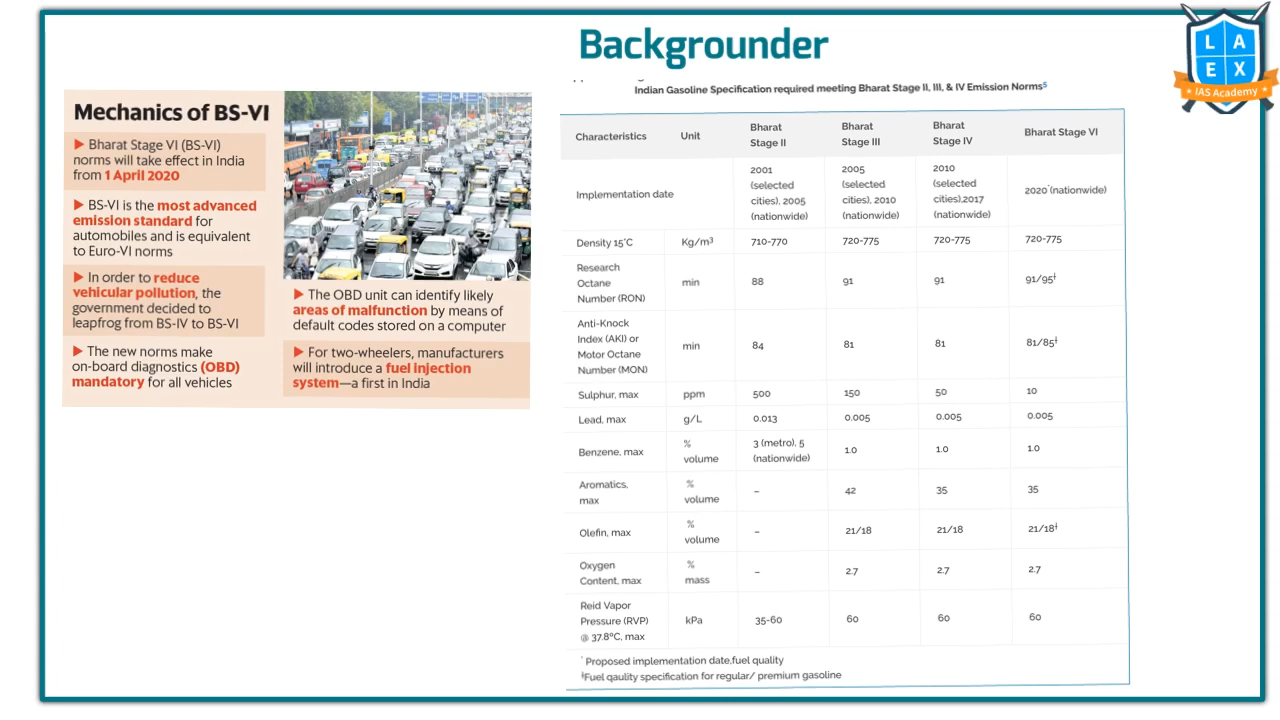 Backgrounder
L A
E X
IAS Academy
Mechanics of BS-VI
▶ Bharat Stage VI (BS-VI)
norms will take effect in India
from 1 April 2020
▶ BS-VI is the most advanced
emission standard for
automobiles and is equivalent
to Euro-VI norms
▶ In order to reduce
vehicular pollution, the
government decided to
leapfrog from BS-IV to BS-VI
▶ The new norms make
on-board diagnostics (OBD)
mandatory for all vehicles
▶ The OBD unit can identify likely
areas of malfunction by means of
default codes stored on a computer
▶ For two-wheelers, manufacturers
will introduce a fuel injection
system—a first in India
Indian Gasoline Specification required meeting Bharat Stage II, III, & IV Emission Norms$
Characteristics Unit Bharat Stage II Bharat Stage III Bharat Stage IV Bharat Stage VI
Implementation date 2001 (selected cities), 2005 (nationwide) 2005 (selected cities), 2010 (nationwide) 2010 (selected cities),2017 (nationwide) 2020*(nationwide)
Density 15°C Kg/m³ 710-770 720-775 720-775 720-775
Research Octane Number (RON) min 88 91 91 91/95‡
Anti-Knock Index (AKI) or Motor Octane Number (MON) min 84 81 81 81/85‡
Sulphur, max ppm 500 150 50 10
Lead, max g/L 0.013 0.005 0.005 0.005
Benzene, max % volume 3 (metro), 5 (nationwide) 1.0 1.0 1.0
Aromatics, max % volume – 42 35 35
Olefin, max % volume – 21/18 21/18 21/18‡
Oxygen Content, max % mass – 2.7 2.7 2.7
Reid Vapor Pressure (RVP) @ 37.8ºC, max kPa 35-60 60 60 60
* Proposed implementation date,fuel quality
‡Fuel qaulity specification for regular/ premium gasoline